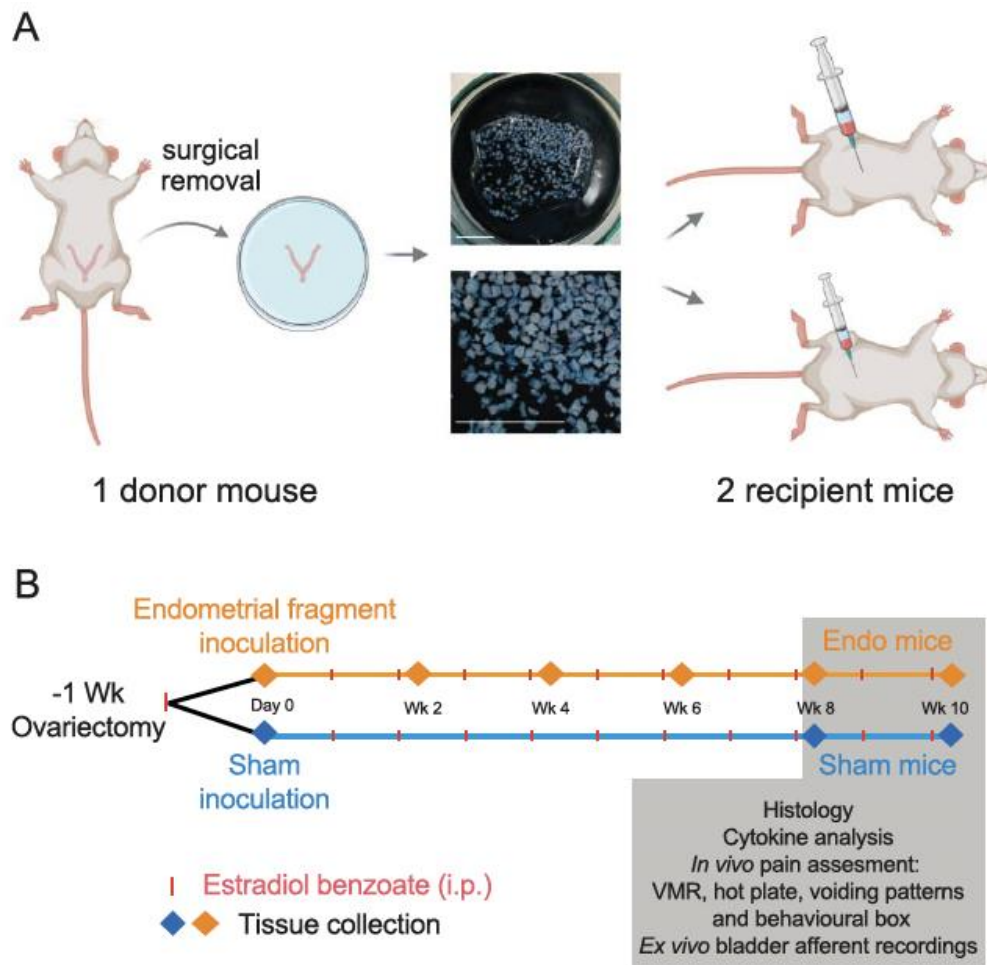 A
surgical
removal
1 donor mouse
2 recipient mice
B
Endometrial fragment
inoculation
Endo mice
-1 Wk
Ovariectomy
Day 0
Wk 2
Wk 4
Wk 6
Wk 8
Wk 10
Sham
inoculation
Sham mice
Histology
Cytokine analysis
In vivo pain assesment:
VMR, hot plate, voiding patterns
and behavioural box
Ex vivo bladder afferent recordings
Estradiol benzoate (i.p.)
Tissue collection